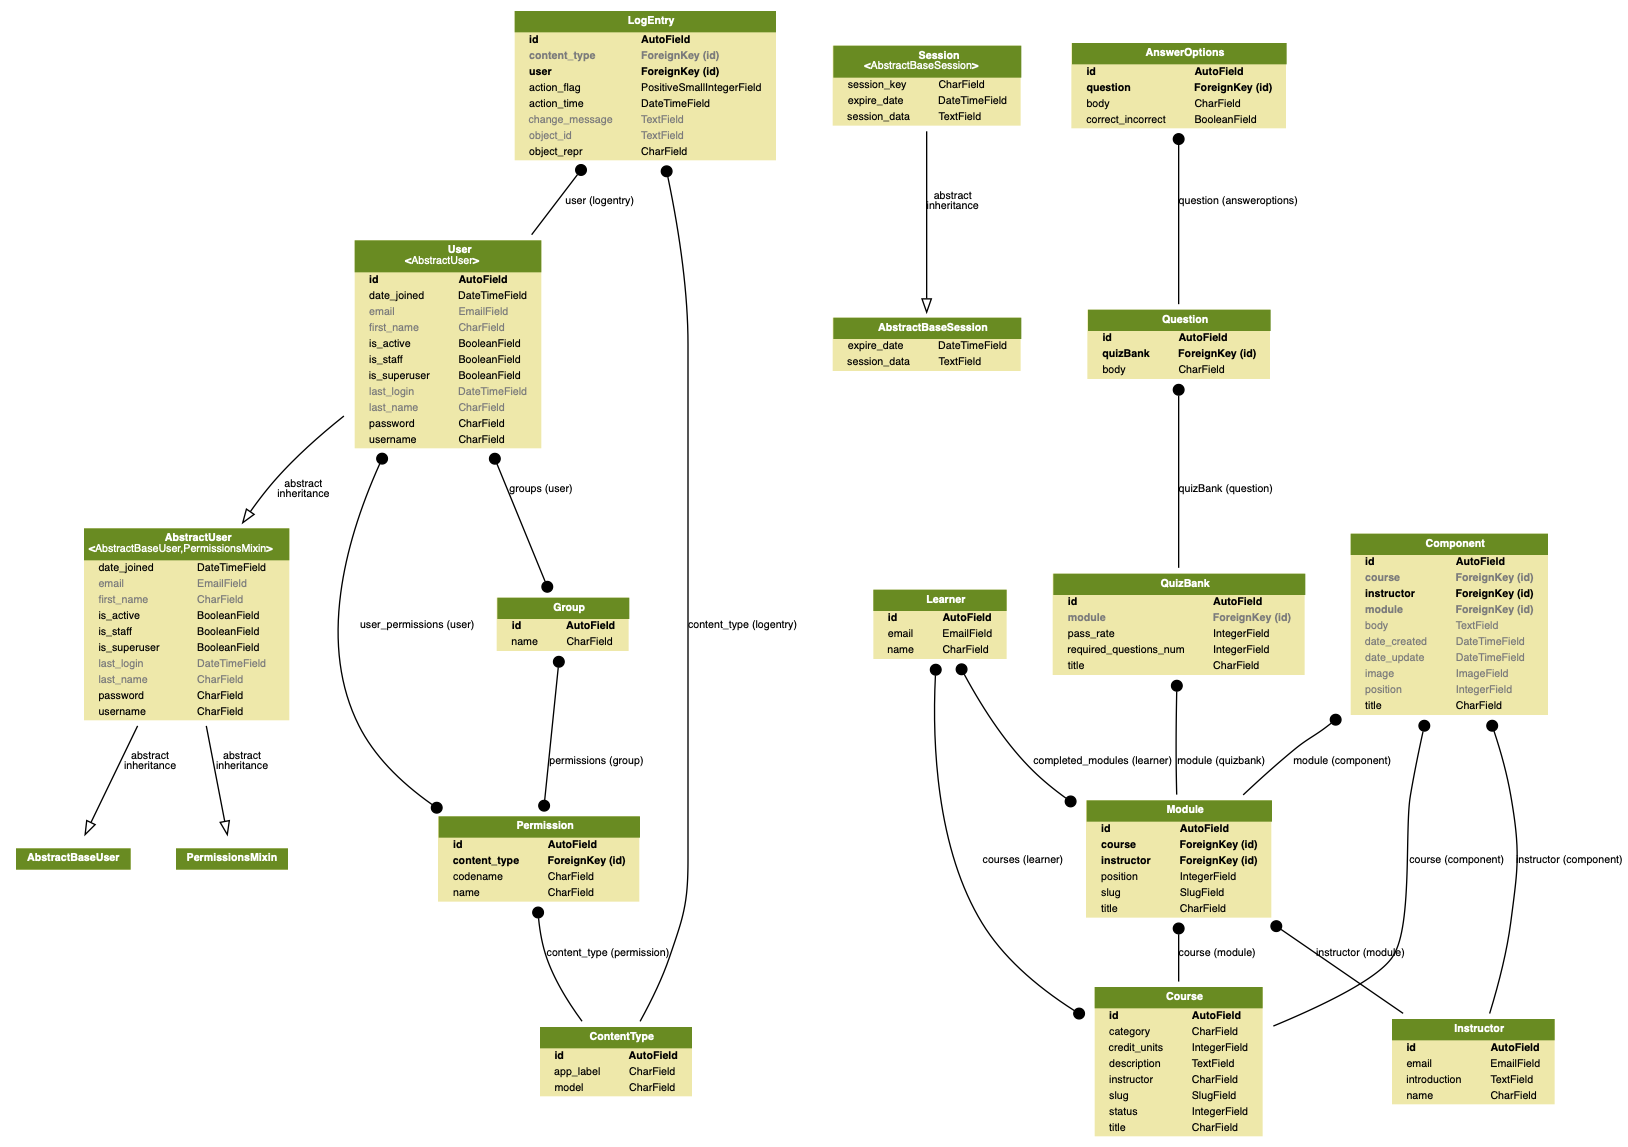 LogEntry
id AutoField
content_type ForeignKey (id)
user ForeignKey (id)
action_flag PositiveSmallIntegerField
action_time DateTimeField
change_message TextField
object_id TextField
object_repr CharField
user (logentry)
User
<AbstractUser>
id AutoField
date_joined DateTimeField
email EmailField
first_name CharField
is_active BooleanField
is_staff BooleanField
is_superuser BooleanField
last_login DateTimeField
last_name CharField
password CharField
username CharField
abstract
inheritance
groups (user)
AbstractUser
<AbstractBaseUser,PermissionsMixin>
date_joined DateTimeField
email EmailField
first_name CharField
is_active BooleanField
is_staff BooleanField
is_superuser BooleanField
last_login DateTimeField
last_name CharField
password CharField
username CharField
abstract
inheritance
abstract
inheritance
AbstractBaseUser
PermissionsMixin
user_permissions (user)
Group
id AutoField
name CharField
content_type (logentry)
permissions (group)
Permission
id AutoField
content_type ForeignKey (id)
codename CharField
name CharField
content_type (permission)
ContentType
id AutoField
app_label CharField
model CharField
Session
<AbstractBaseSession>
session_key CharField
expire_date DateTimeField
session_data TextField
abstract
inheritance
AbstractBaseSession
expire_date DateTimeField
session_data TextField
AnswerOptions
id AutoField
question ForeignKey (id)
body CharField
correct_incorrect BooleanField
question (answeroptions)
Question
id AutoField
quizBank ForeignKey (id)
body CharField
quizBank (question)
QuizBank
id AutoField
module ForeignKey (id)
pass_rate IntegerField
required_questions_num IntegerField
title CharField
Learner
id AutoField
email EmailField
name CharField
Component
id AutoField
course ForeignKey (id)
instructor ForeignKey (id)
module ForeignKey (id)
body TextField
date_created DateTimeField
date_update DateTimeField
image ImageField
position IntegerField
title CharField
completed_modules (learner)
module (quizbank)
module (component)
Module
id AutoField
course ForeignKey (id)
instructor ForeignKey (id)
position IntegerField
slug SlugField
title CharField
courses (learner)
course (component)
instructor (component)
course (module)
instructor (module)
Course
id AutoField
category CharField
credit_units IntegerField
description TextField
instructor CharField
slug SlugField
status IntegerField
title CharField
Instructor
id AutoField
email EmailField
introduction TextField
name CharField